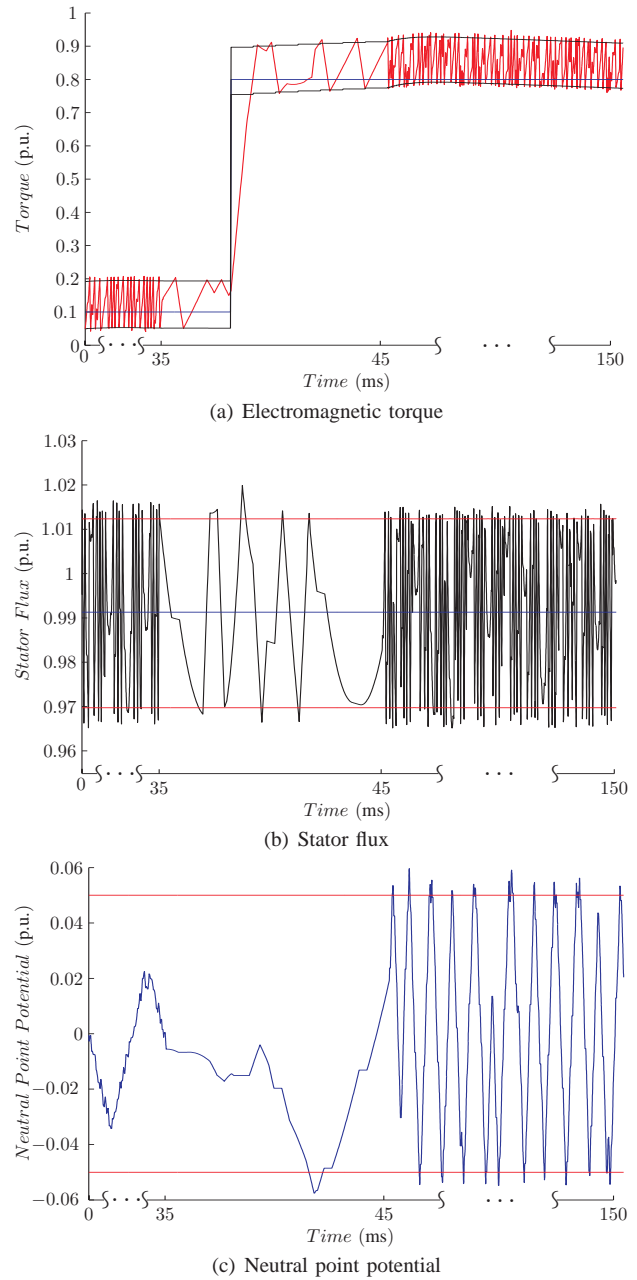 1
0.9
0.8
0.7
0.6
0.5
0.4
0.3
0.2
0.1
0
Torque (p.u.)
0 35 45 150
Time (ms)
(a) Electromagnetic torque
1.03
1.02
1.01
1
0.99
0.98
0.97
0.96
Stator Flux (p.u.)
0 35 45 150
Time (ms)
(b) Stator flux
0.06
0.04
0.02
0
−0.02
−0.04
−0.06
Neutral Point Potential (p.u.)
0 35 45 150
Time (ms)
(c) Neutral point potential